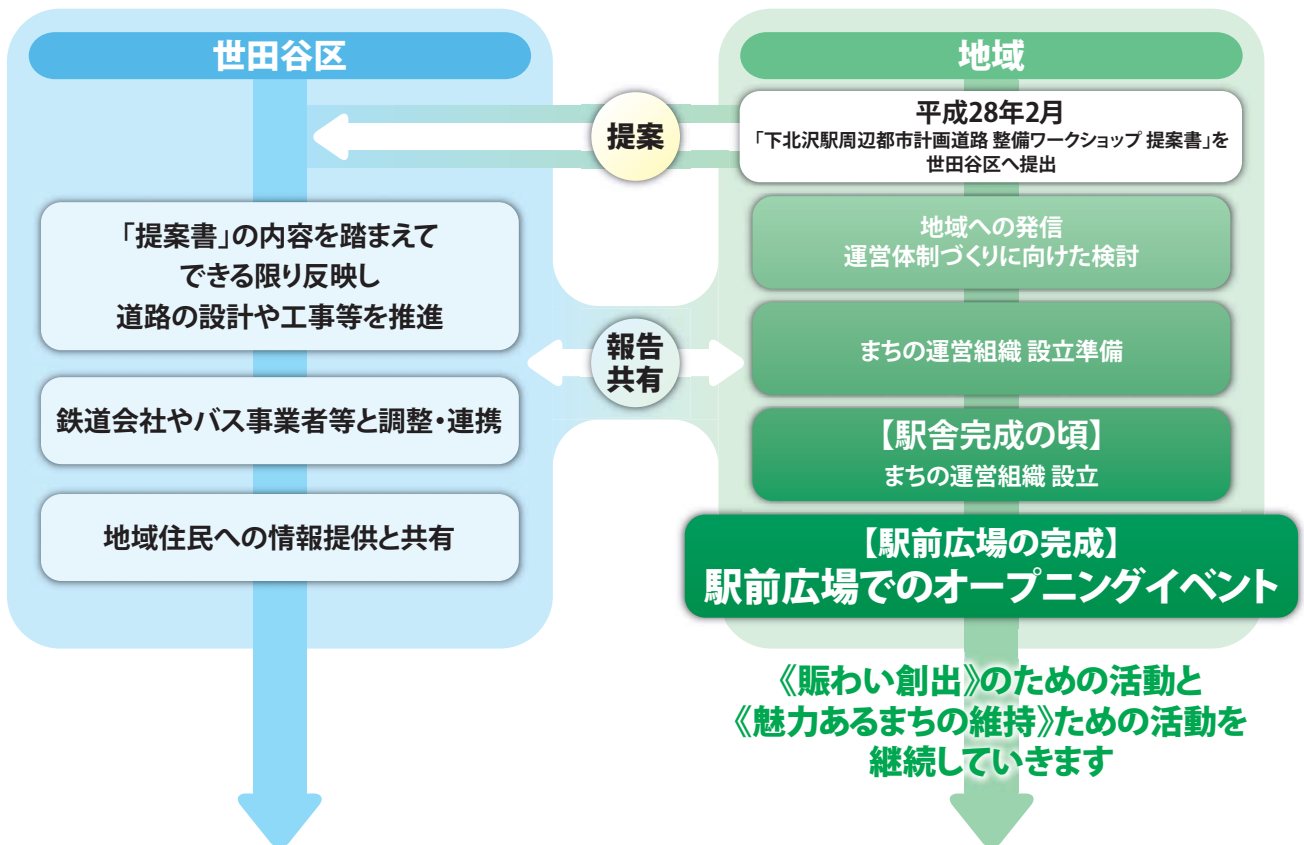 世田谷区
地域
提案
平成28年2月
「下北沢駅周辺都市計画道路 整備ワークショップ 提案書」を
世田谷区へ提出
「提案書」の内容を踏まえて
できる限り反映し
道路の設計や工事等を推進
地域への発信
運営体制づくりに向けた検討
報告
共有
まちの運営組織 設立準備
鉄道会社やバス事業者等と調整・連携
【駅舎完成の頃】
まちの運営組織 設立
地域住民への情報提供と共有
【駅前広場の完成】
駅前広場でのオープニングイベント
《賑わい創出》のための活動と
《魅力あるまちの維持》ための活動を
継続していきます